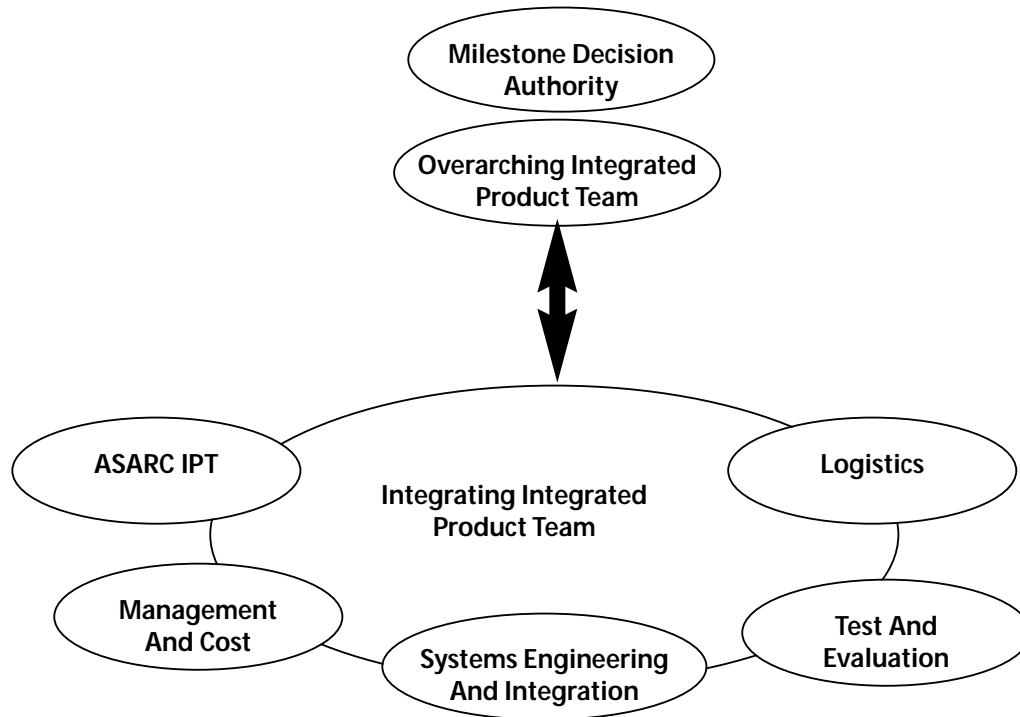 Milestone Decision
Authority
Overarching Integrated
Product Team
ASARC IPT
Logistics
Integrating Integrated
Product Team
Management
And Cost
Systems Engineering
And Integration
Test And
Evaluation